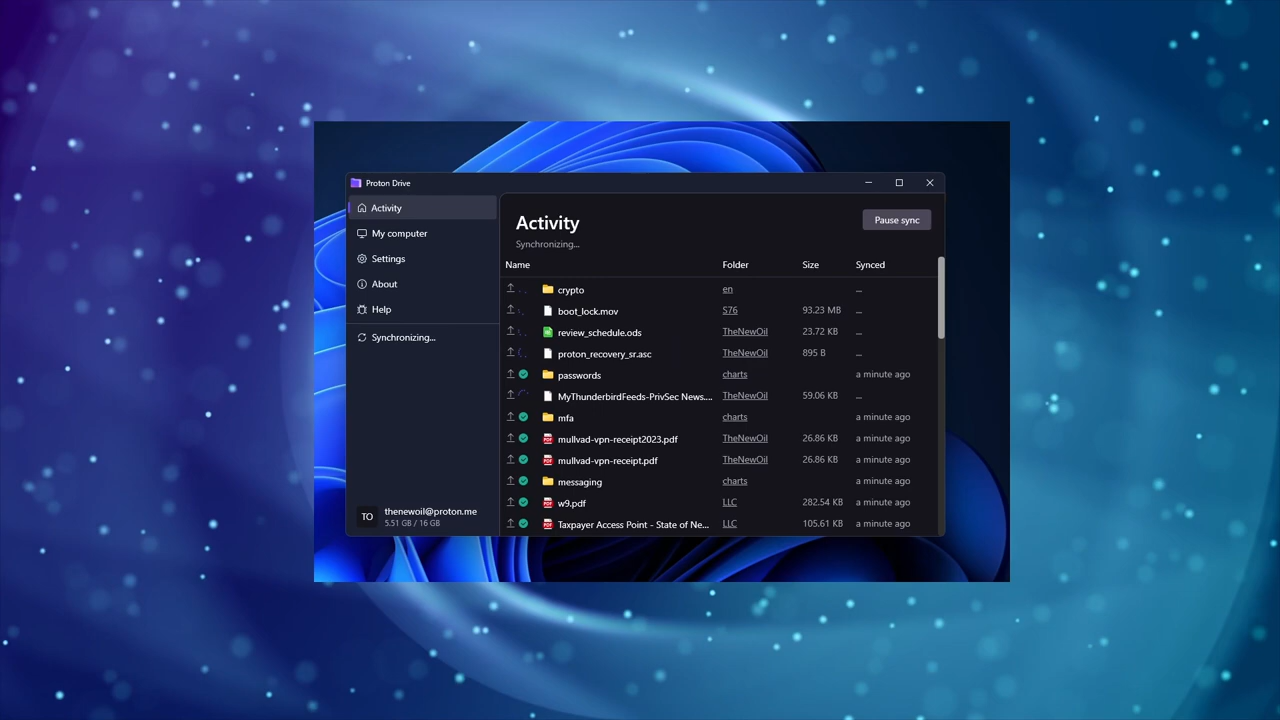 Proton Drive
Activity
My computer
Settings
About
Help
Synchronizing...
TO
thenewoil@proton.me
5.51 GB / 16 GB
Activity
Pause sync
Synchronizing...
Name Folder Size Synced
crypto en ...
boot_lock.mov S76 93.23 MB ...
review_schedule.ods TheNewOil 23.72 KB ...
proton_recovery_sr.asc TheNewOil 895 B ...
passwords charts a minute ago
MyThunderbirdFeeds-PrivSec News.... TheNewOil 59.06 KB ...
mfa charts a minute ago
mullvad-vpn-receipt2023.pdf TheNewOil 26.86 KB a minute ago
mullvad-vpn-receipt.pdf TheNewOil 26.86 KB a minute ago
messaging charts a minute ago
w9.pdf LLC 282.54 KB a minute ago
Taxpayer Access Point - State of Ne... LLC 105.61 KB a minute ago